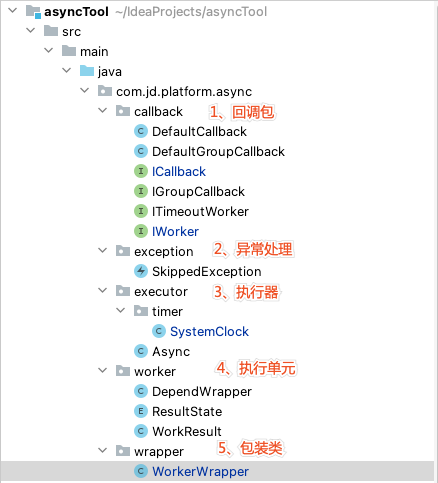 asyncTool ~/IdeaProjects/asyncTool
src
main
java
com.jd.platform.async
callback 1、回调包
DefaultCallback
DefaultGroupCallback
ICallback
IGroupCallback
ITimeoutWorker
IWorker
exception 2、异常处理
SkippedException
executor 3、执行器
timer
SystemClock
Async
worker 4、执行单元
DependWrapper
ResultState
WorkResult
wrapper 5、包装类
WorkerWrapper